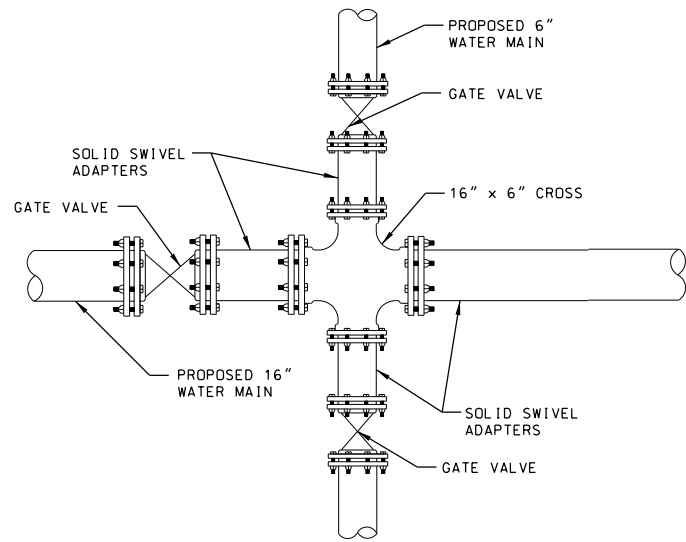 PROPOSED 6"
WATER MAIN
GATE VALVE
SOLID SWIVEL
ADAPTERS
16" x 6" CROSS
GATE VALVE
PROPOSED 16"
WATER MAIN
SOLID SWIVEL
ADAPTERS
GATE VALVE